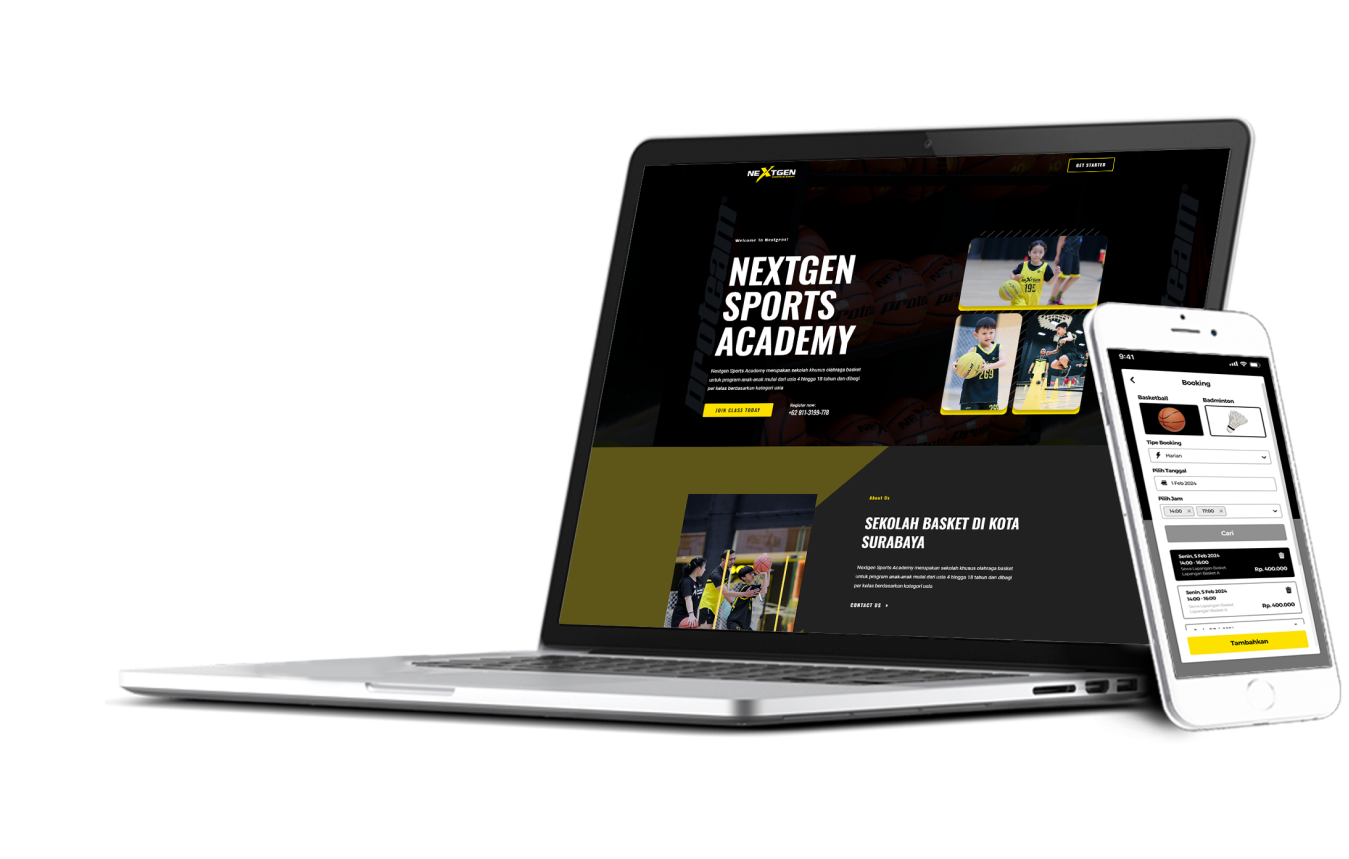 NEXTGEN
GET STARTED
proteam
proteam
Welcome to Nextgens!
NEXTGEN
SPORTS
ACADEMY
Nextgen Sports Academy merupakan sekolah khusus olahraga basket
untuk program anak-anak mulai dari usia 4 hingga 18 tahun dan dibagi
per kelas berdasarkan kategori usia
JOIN CLASS TODAY
Register now:
+62 811-3199-778
195
269
About Us
SEKOLAH BASKET DI KOTA
SURABAYA
Nextgen Sports Academy merupakan sekolah khusus olahraga basket
untuk program anak-anak mulai dari usia 4 hingga 18 tahun dan dibagi
per kelas berdasarkan kategori usia
CONTACT US
9:41
Booking
Basketball
Badminton
Tipe Booking
Harian
Pilih Tanggal
1 Feb 2024
Pilih Jam
14:00 × 17:00 ×
Cari
Senin, 5 Feb 2024
14:00 - 16:00
Sewa Lapangan Basket
Lapangan Basket A
Rp. 400.000
Senin, 5 Feb 2024
14:00 - 16:00
Sewa Lapangan Basket
Lapangan Basket A
Rp. 400.000
Tambahkan